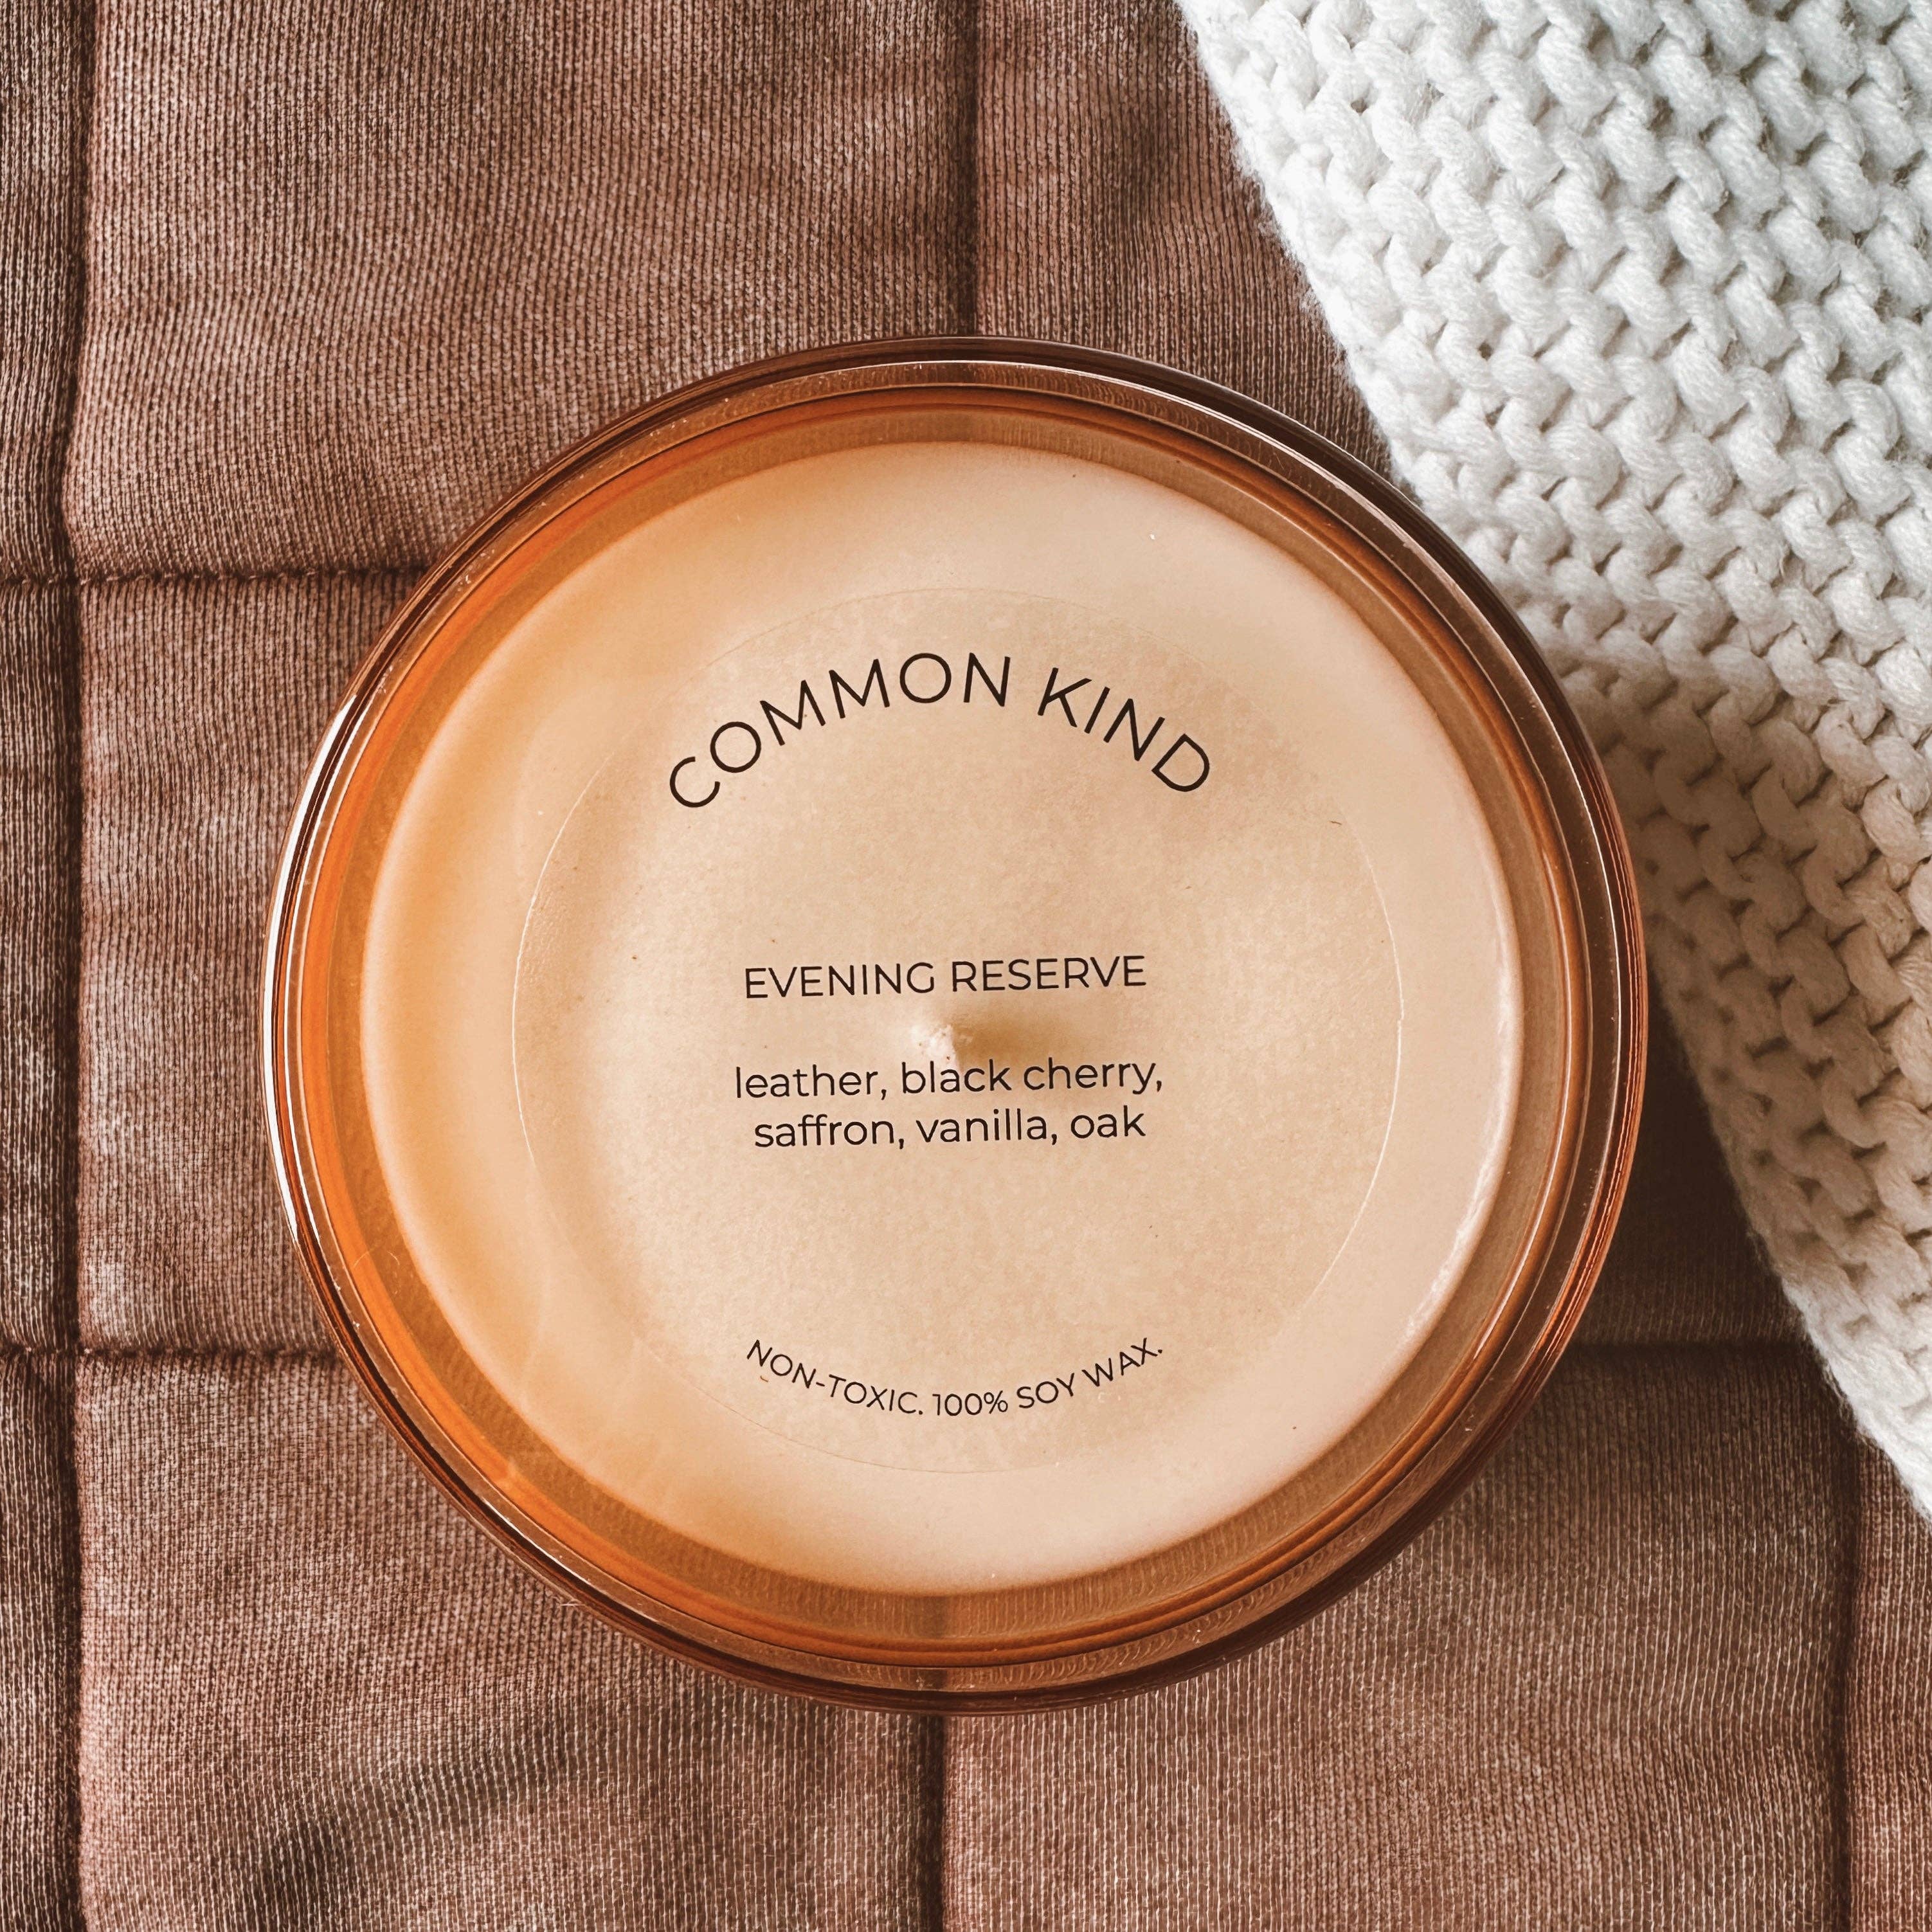 COMMON KIND
EVENING RESERVE
leather, black cherry,
saffron, vanilla, oak
NON-TOXIC. 100% SOY WAX.